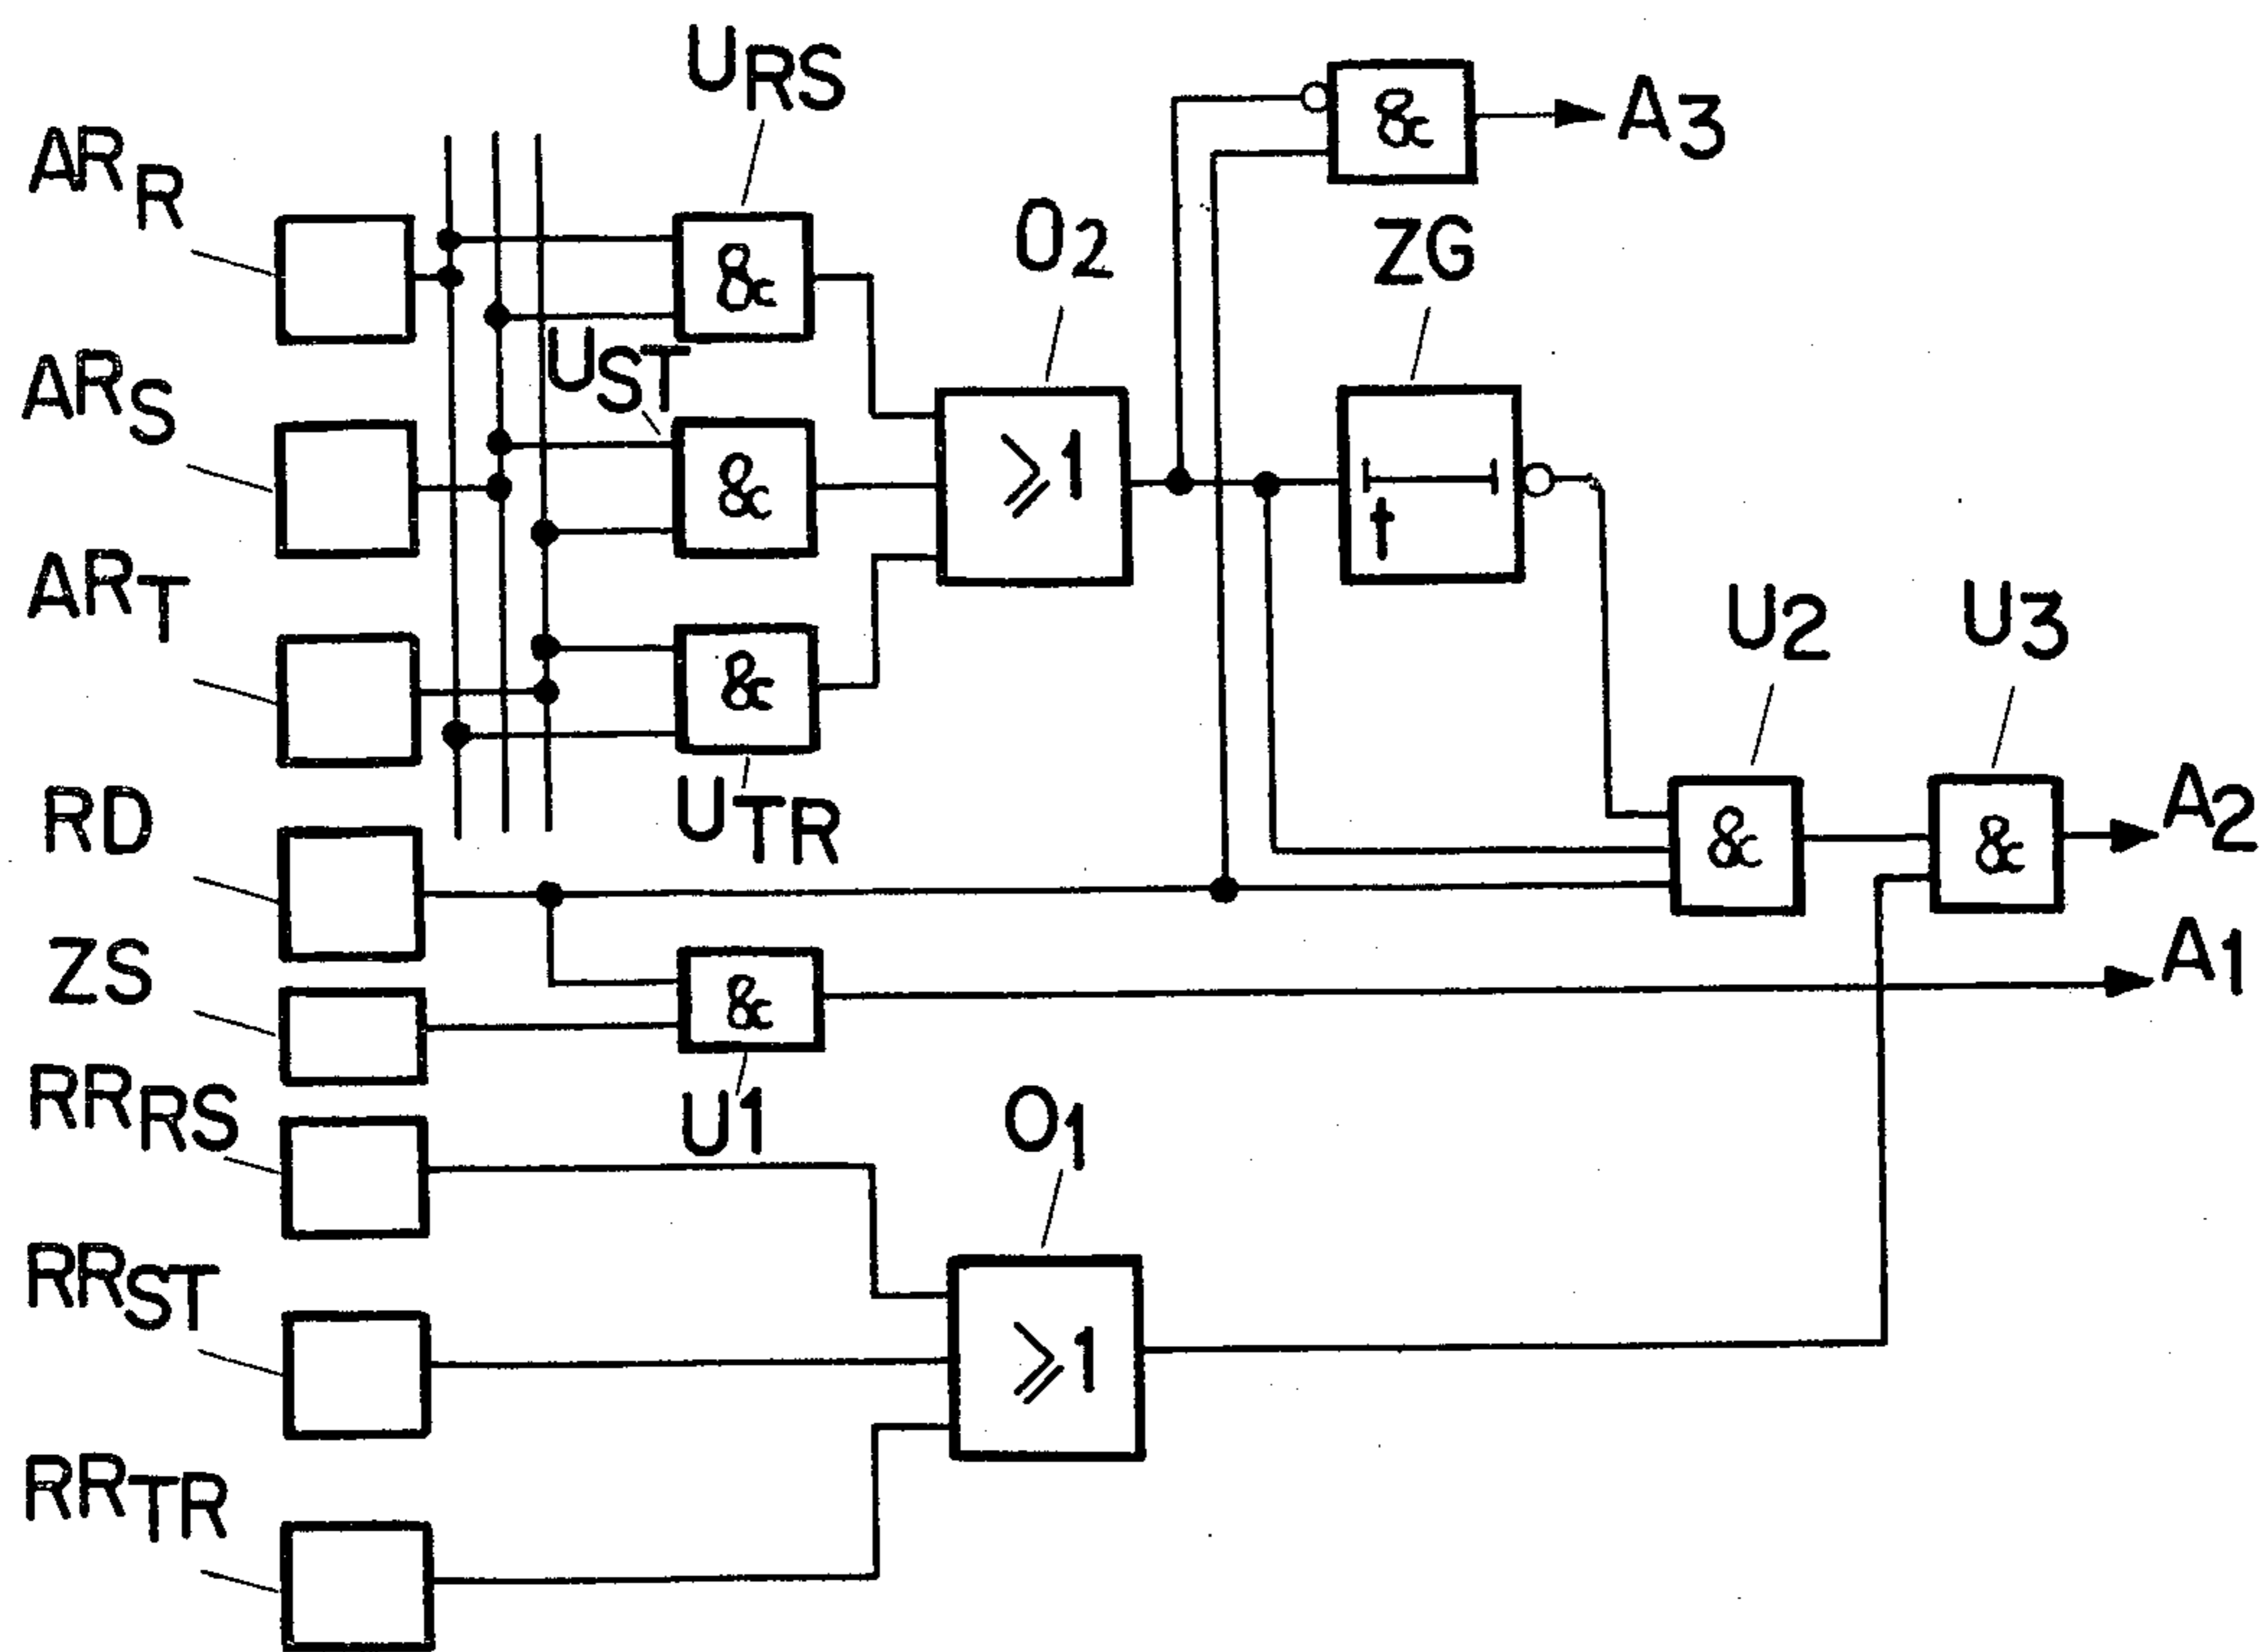 URS
AR R
&
A3
O2
ZG
&
ARS
UST
≥1
&
t
ART
U2
U3
&
RD
UTR
A2
&
&
ZS
A1
&
RRRS
U1
O1
RRST
≥1
RRTR